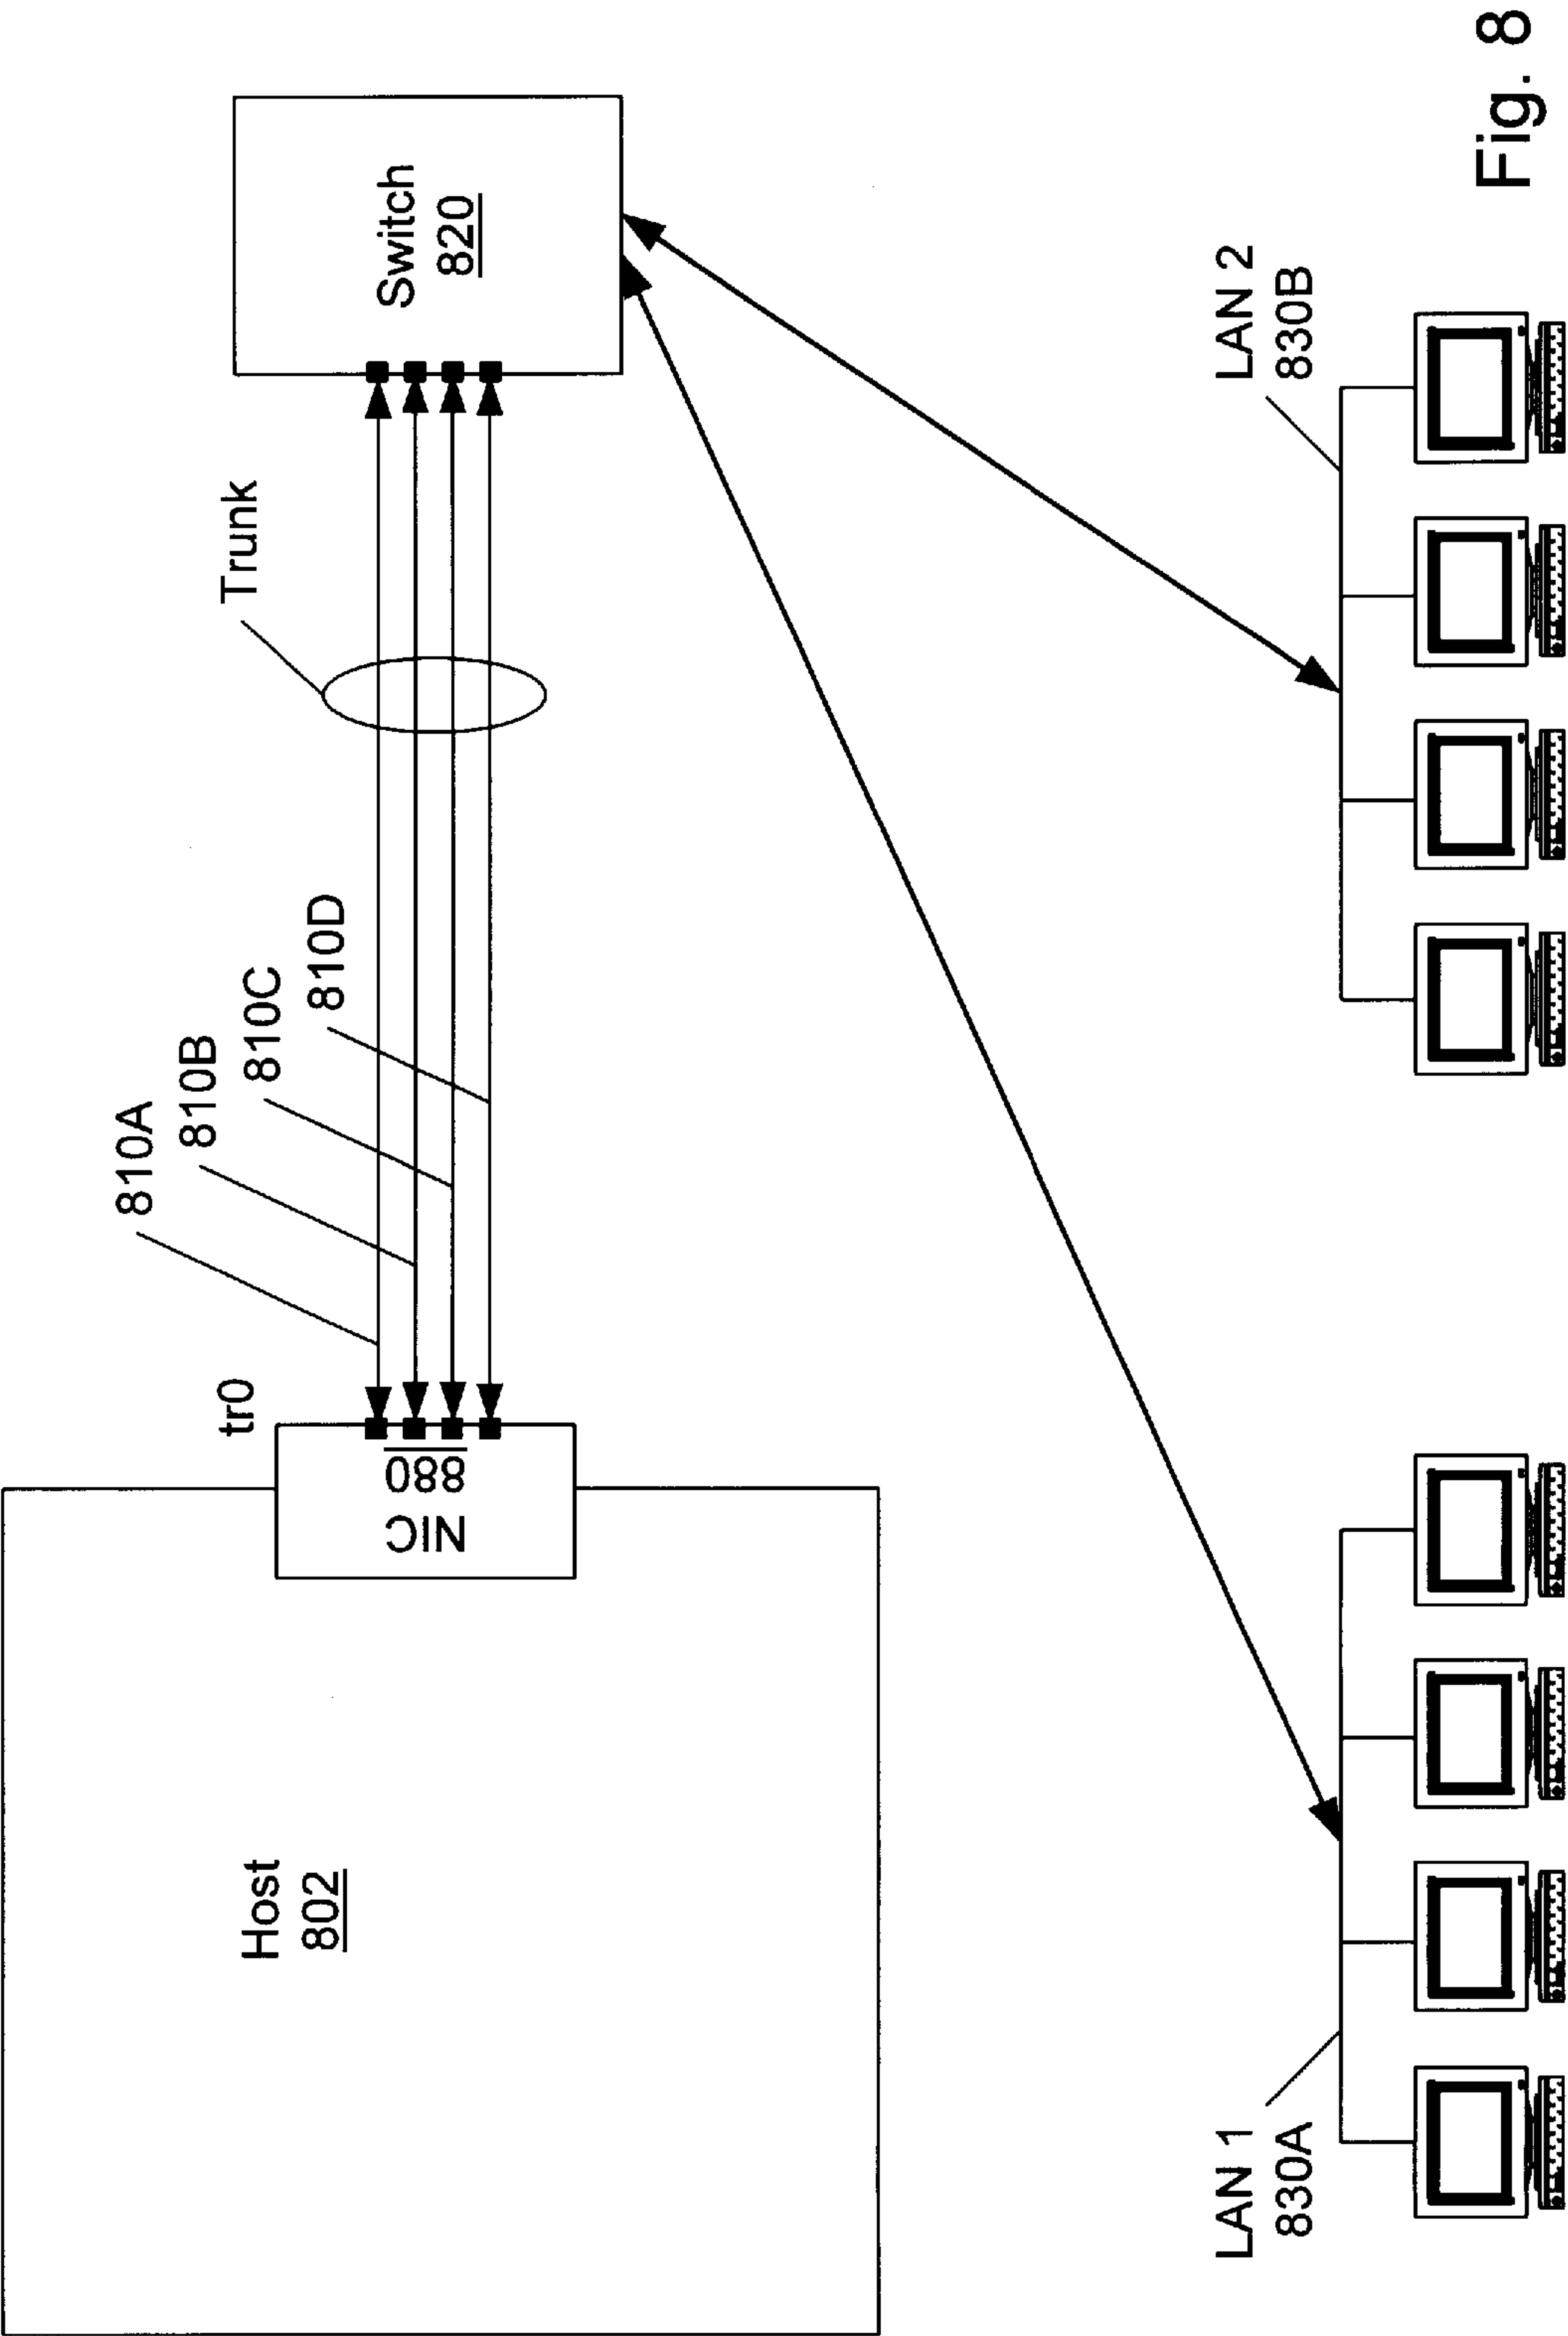 Host
802
NIC
880
tr0
810A
810B
810C
810D
Trunk
Switch
820
LAN 1
830A
LAN 2
830B
Fig. 8